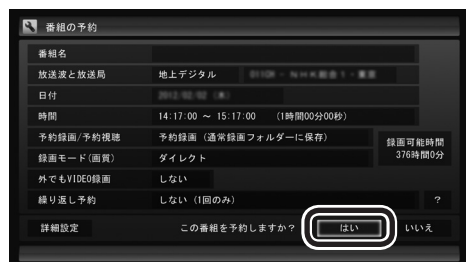 番組の予約
番組名
放送波と放送局 地上デジタル
日付
時間 14:17:00 ～ 15:17:00 (1時間00分00秒)
予約録画/予約視聴 予約録画 (通常録画フォルダーに保存)
録画可能時間
376時間0分
録画モード(画質) ダイレクト
外でもVIDEO録画 しない
繰り返し予約 しない (1回のみ) ?
詳細設定 この番組を予約しますか? はい いいえ